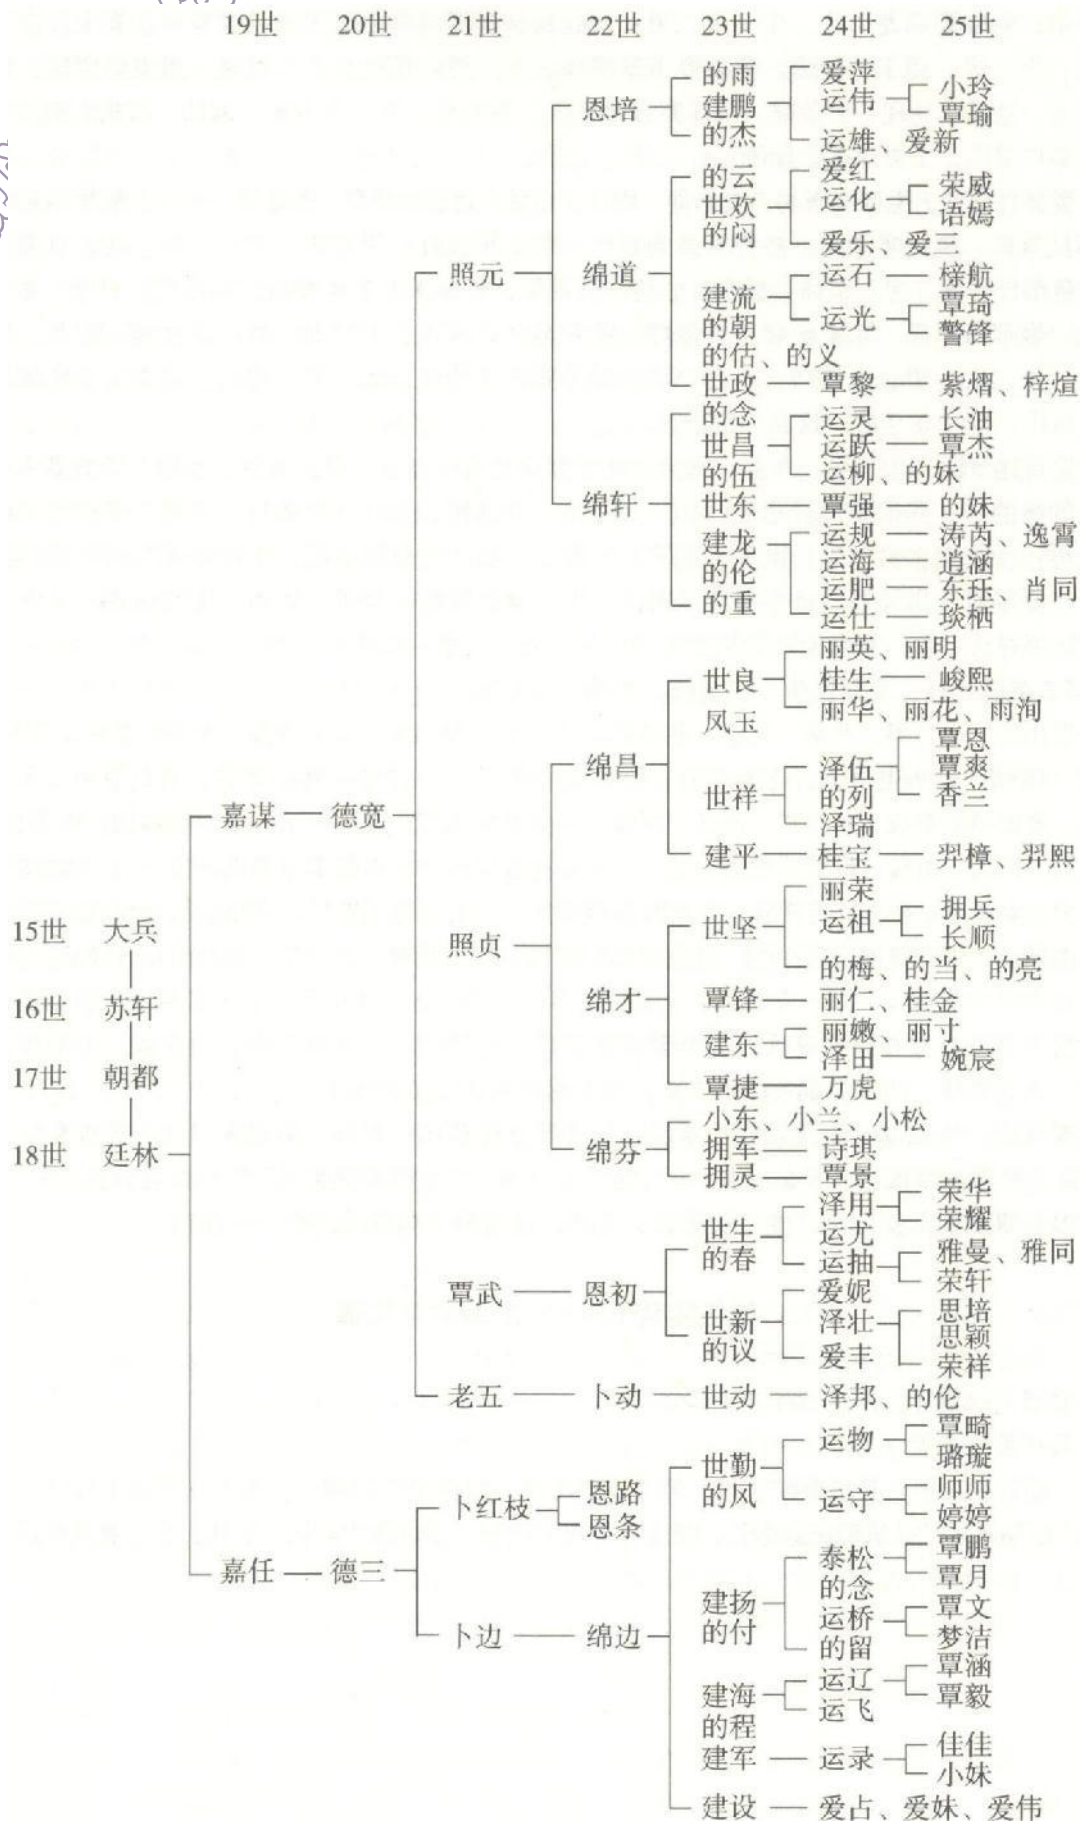 19世 20世 21世 22世 23世 24世 25世
的雨 爱萍
小玲
恩培 建鹏 运伟
覃瑜
的杰 运雄、爱新
的云 爱红
荣威
世欢 运化
语嫣
的闷
爱乐、爱三
照元 绵道 运石 榇航
建流 覃琦
的朝 运光
警锋
的估、的义
世政 覃黎 紫熠、梓煊
的念 运灵 长油
世昌 运跃 覃杰
的伍 运柳、的妹
绵轩 世东 覃强 的妹
建龙 运规 涛芮、逸霄
的伦 运海 逍涵
的重 运肥 东珏、肖同
运仕 琰栖
丽英、丽明
世良 桂生 峻熙
丽华、丽花、雨洵
凤玉
覃恩
绵昌 泽伍 覃爽
世祥 的列 香兰
泽瑞
嘉谋 德宽
建平 桂宝 羿樟、羿熙
丽荣
拥兵
15世 大兵 照贞 世坚 运祖
长顺
的梅、的当、的亮
16世 苏轩 绵才 覃锋 丽仁、桂金
丽嫩、丽寸
建东 泽田 婉宸
17世 朝都 覃捷 万虎
小东、小兰、小松
18世 廷林 绵芬 拥军 诗琪
拥灵 覃景
荣华
泽用
荣耀
世生 运尤
的春 运抽 雅曼、雅同
荣轩
覃武 恩初 爱妮
思培
世新 泽壮 思颖
的议 爱丰 荣祥
老五 卜动 世动 泽邦、的伦
覃畸
运物
璐璇
世勤
的风 运守 师师
婷婷
卜红枝 恩路
恩条
嘉任 德三 泰松 覃鹏
的念 覃月
建扬 运桥 覃文
的付 的留 梦洁
卜边 绵边
覃涵
运辽
建海 覃毅
的程 运飞
佳佳
建军 运录
小妹
建设 爱占、爱妹、爱伟